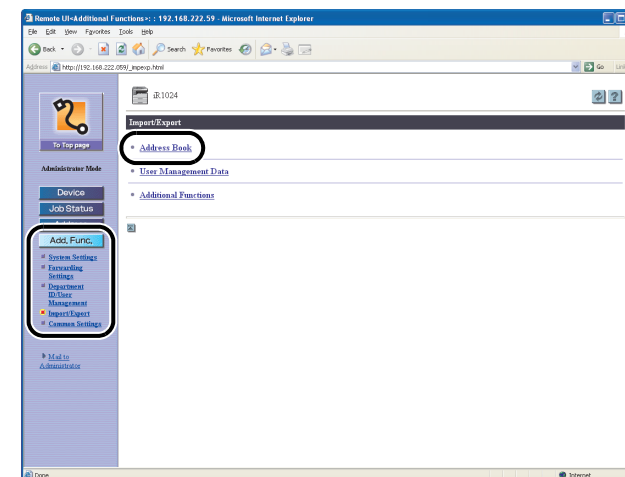 Remote UI<Additional Functions>: : 192.168.222.59 - Microsoft Internet Explorer
File Edit View Favorites Tools Help
Back Search Favorites
Address http://192.168.222.059/_impexp.html Go Link
iR1024
To Top page
Import/Export
Address Book
Administrator Mode
User Management Data
Device
Additional Functions
Job Status
Add. Func.
System Settings
Forwarding
Settings
Department
ID/User
Management
Import/Export
Common Settings
Mail to
Administrator
Done Internet